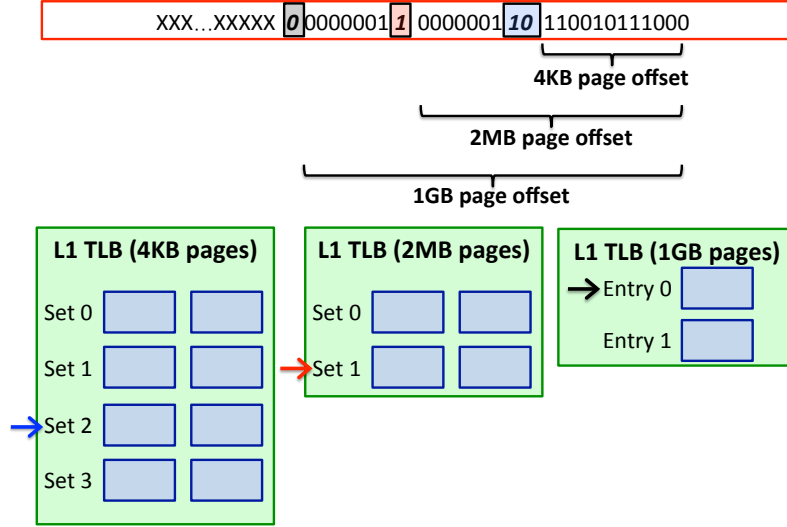 XXX...XXXXX 0 00000001 1 0000001 10 110010111000
4KB page offset
2MB page offset
1GB page offset
L1 TLB (4KB pages)
Set 0
Set 1
Set 2
Set 3
L1 TLB (2MB pages)
Set 0
Set 1
L1 TLB (1GB pages)
Entry 0
Entry 1